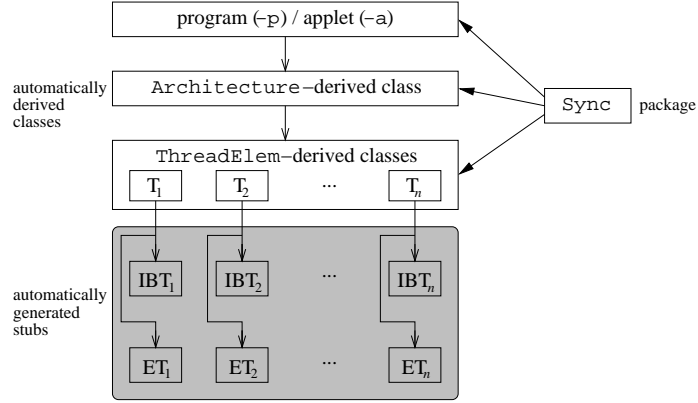 program (-p) / applet (-a)
automatically
derived
classes
Architecture-derived class
Sync
package
ThreadElem-derived classes
T1 T2 ... Tn
automatically
generated
stubs
IBT1 IBT2 ... IBTn
ET1 ET2 ... ETn